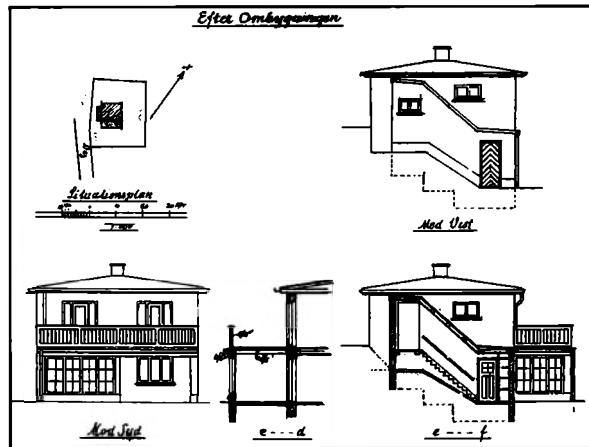 Efter Ombygningen
Situationsplan
Mod Vest
Mod Syd
c---d
e---f